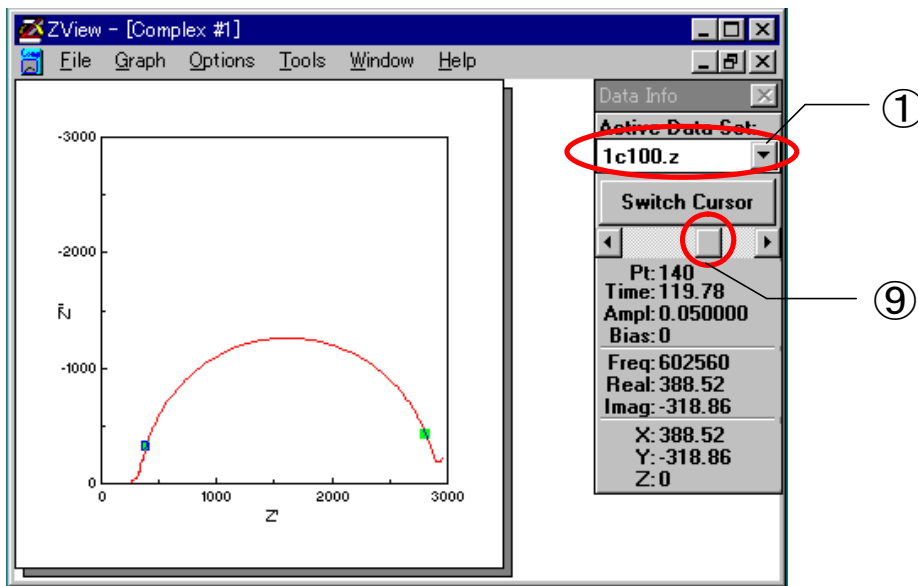 ZView - [Complex #1]
File Graph Options Tools Window Help
Data Info
Active Data Set:
1c100.z
①
Switch Cursor
⑨
Pt: 140
Time: 119.78
Ampl: 0.050000
Bias: 0
Freq: 602560
Real: 388.52
Imag: -318.86
X: 388.52
Y: -318.86
Z: 0
-3000
-2000
Z''
-1000
0
0 1000 2000 3000
Z'